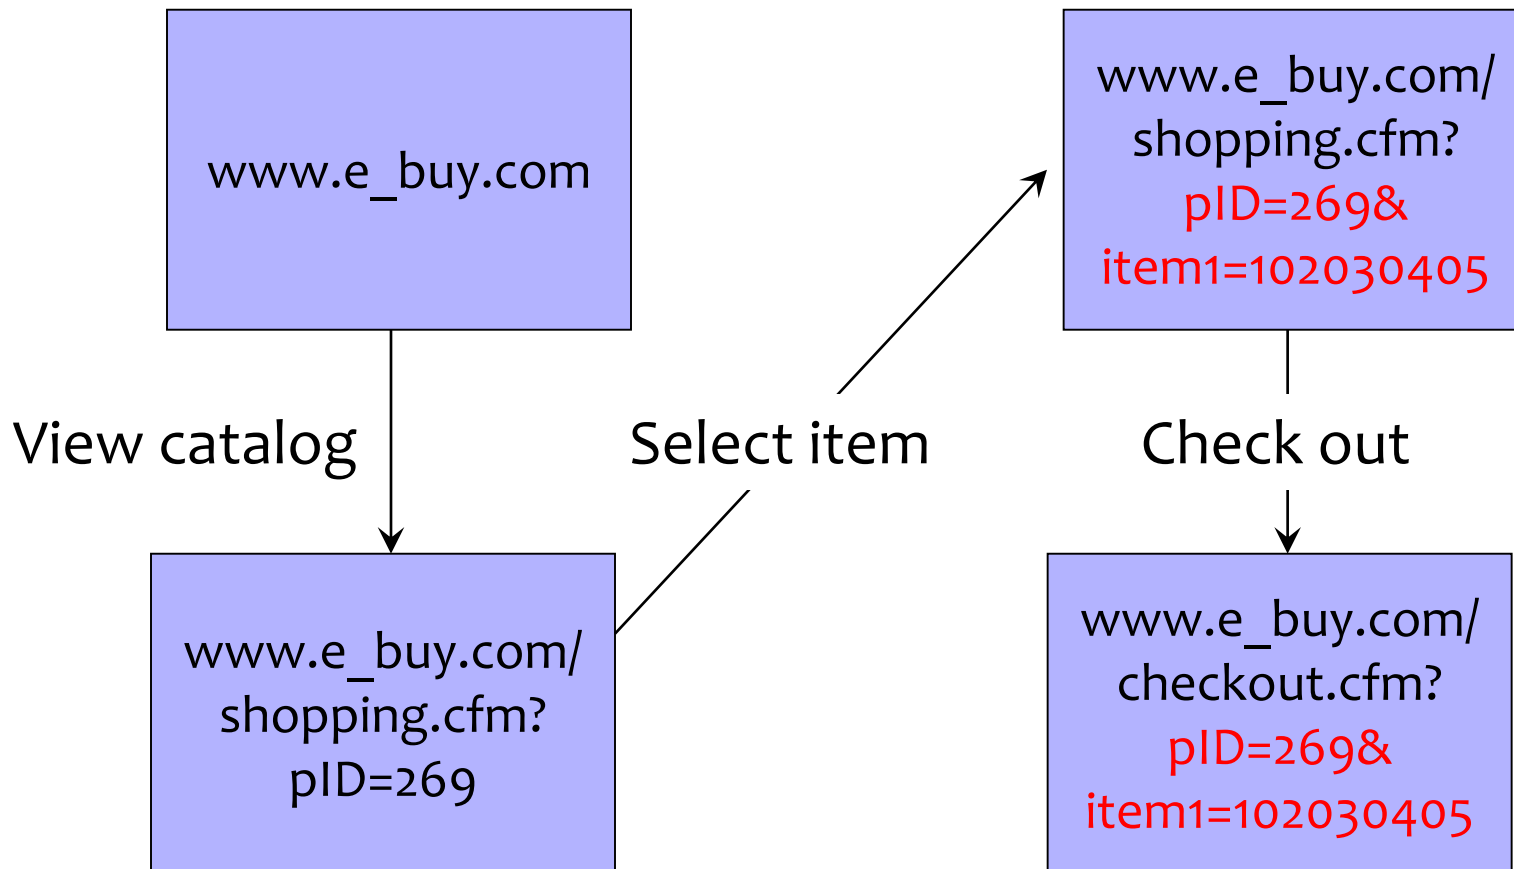 www.e_buy.com
View catalog
www.e_buy.com/
shopping.cfm?
pID=269
Select item
www.e_buy.com/
shopping.cfm?
pID=269&
item1=102030405
Check out
www.e_buy.com/
checkout.cfm?
pID=269&
item1=102030405